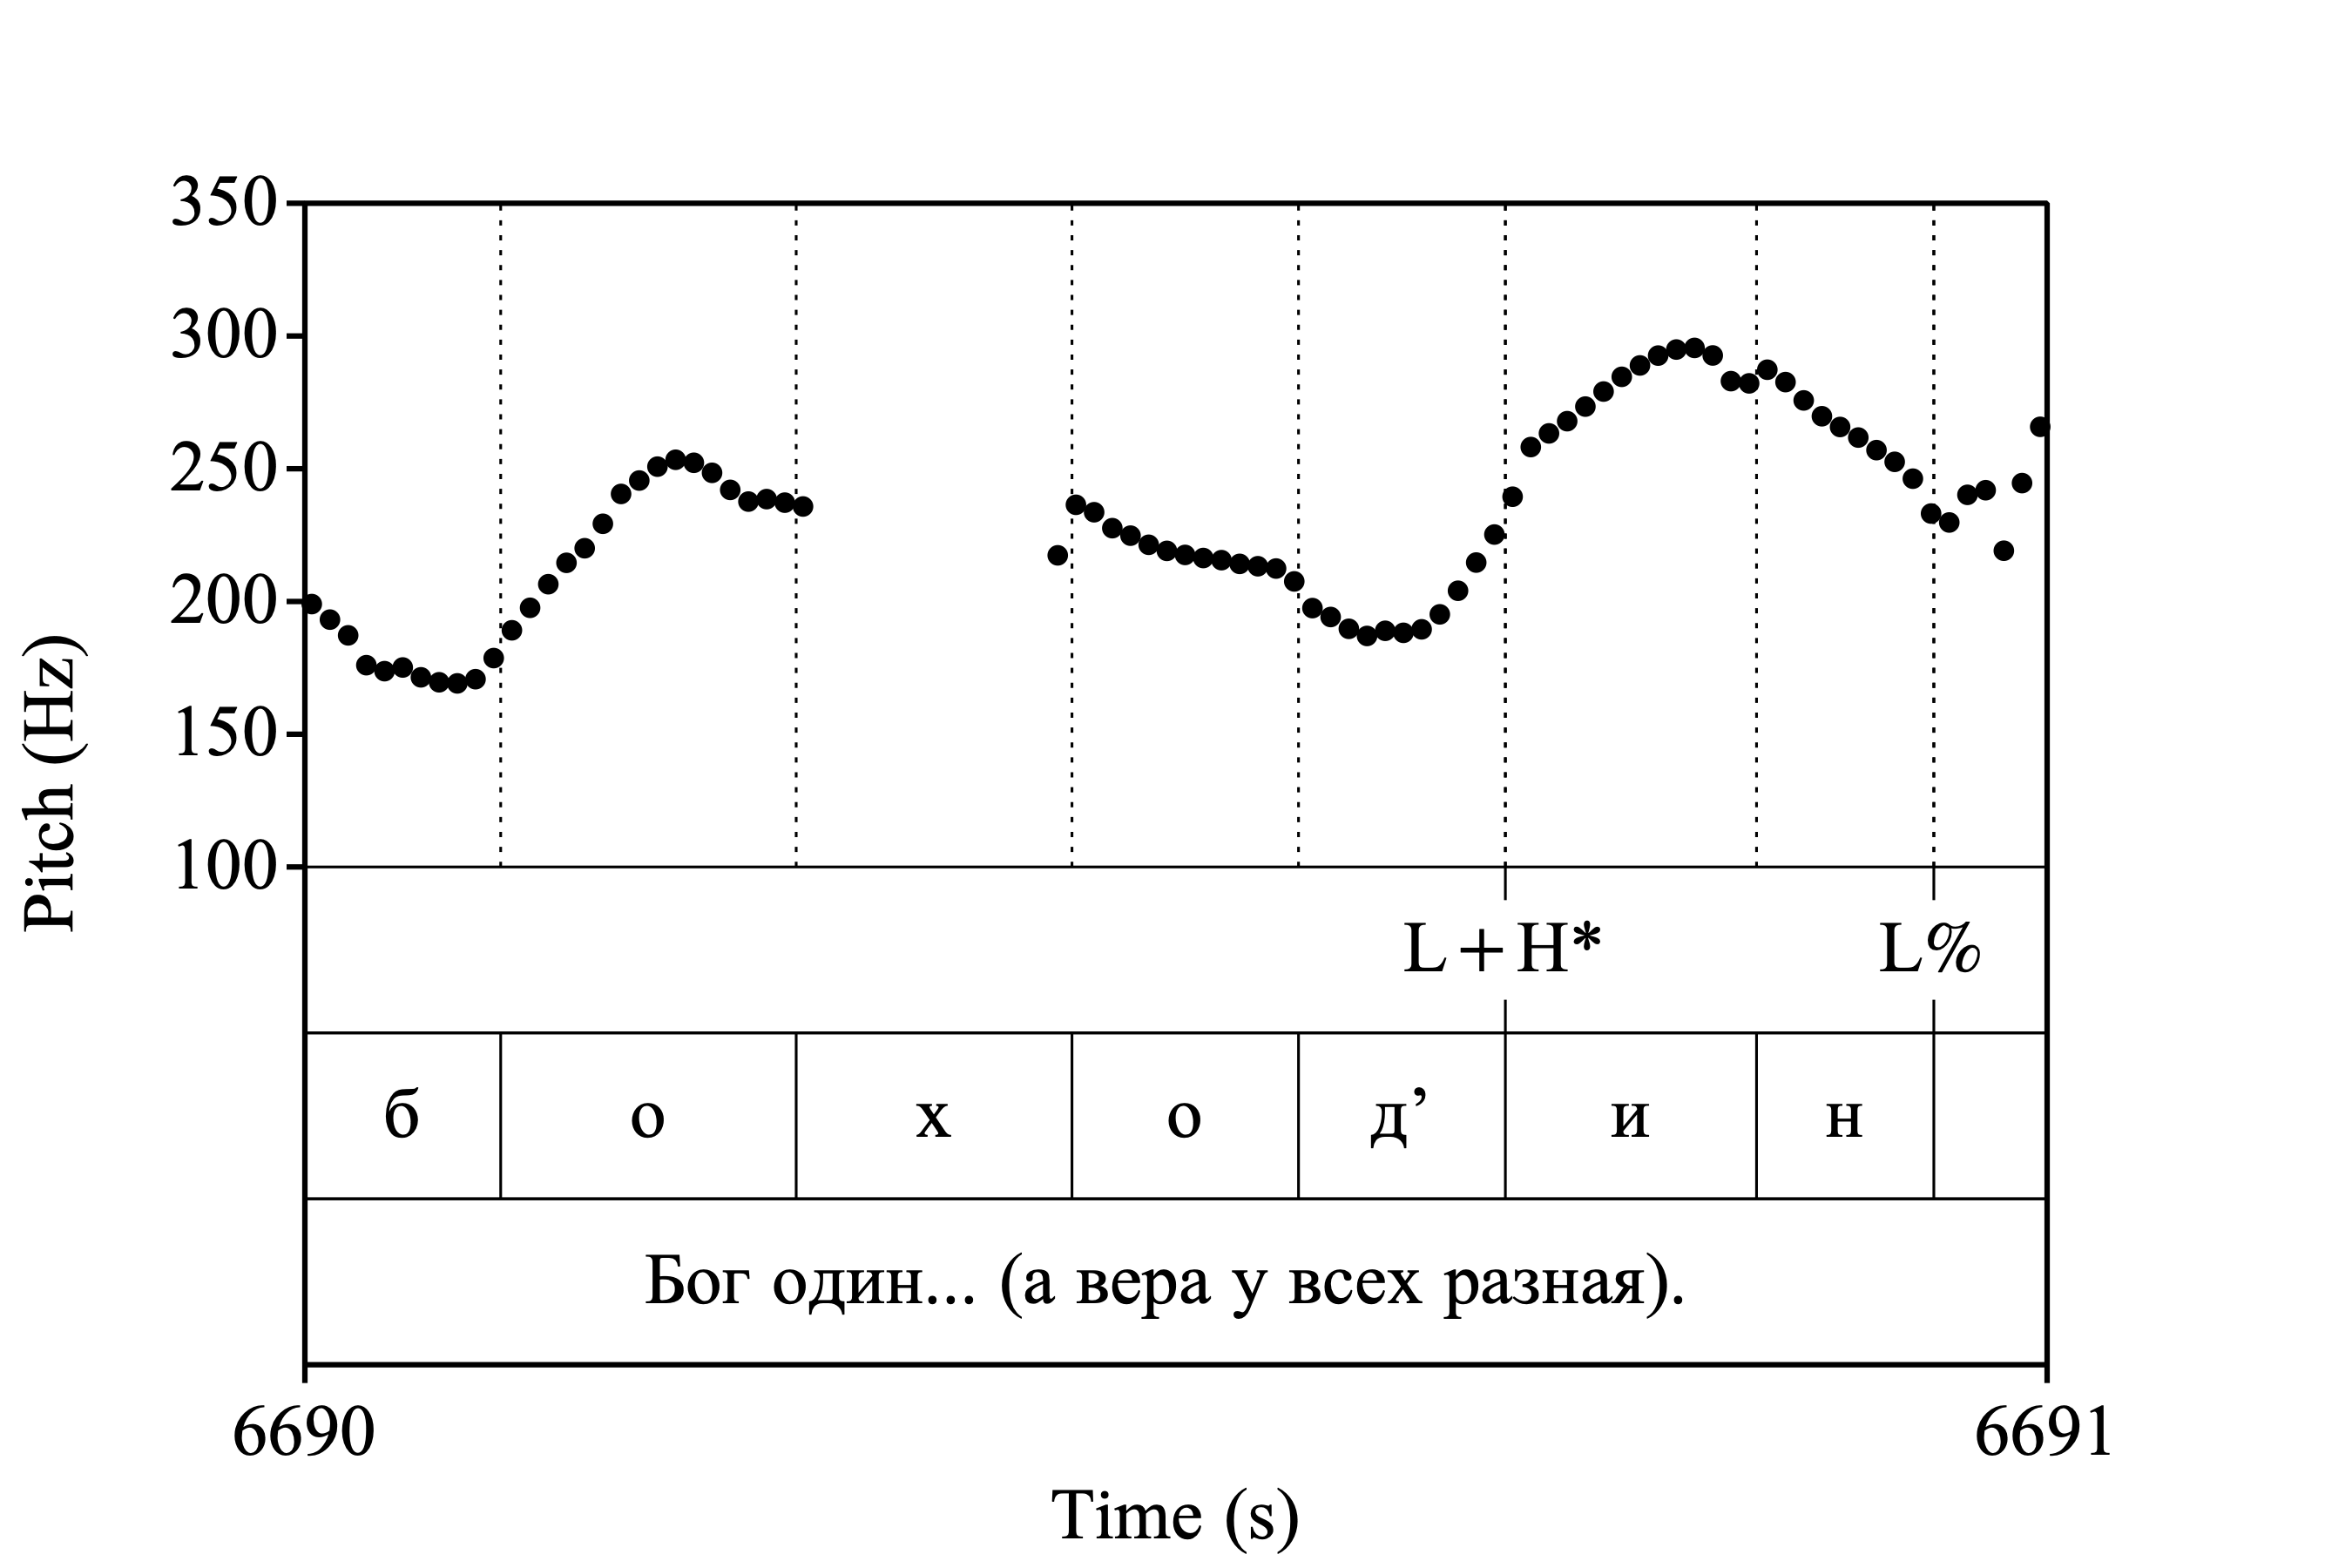 350
300
250
200
150
100
Pitch (Hz)
L+H* L%
б о х о д’ и н
Бог один... (а вера у всех разная).
6690 6691
Time (s)